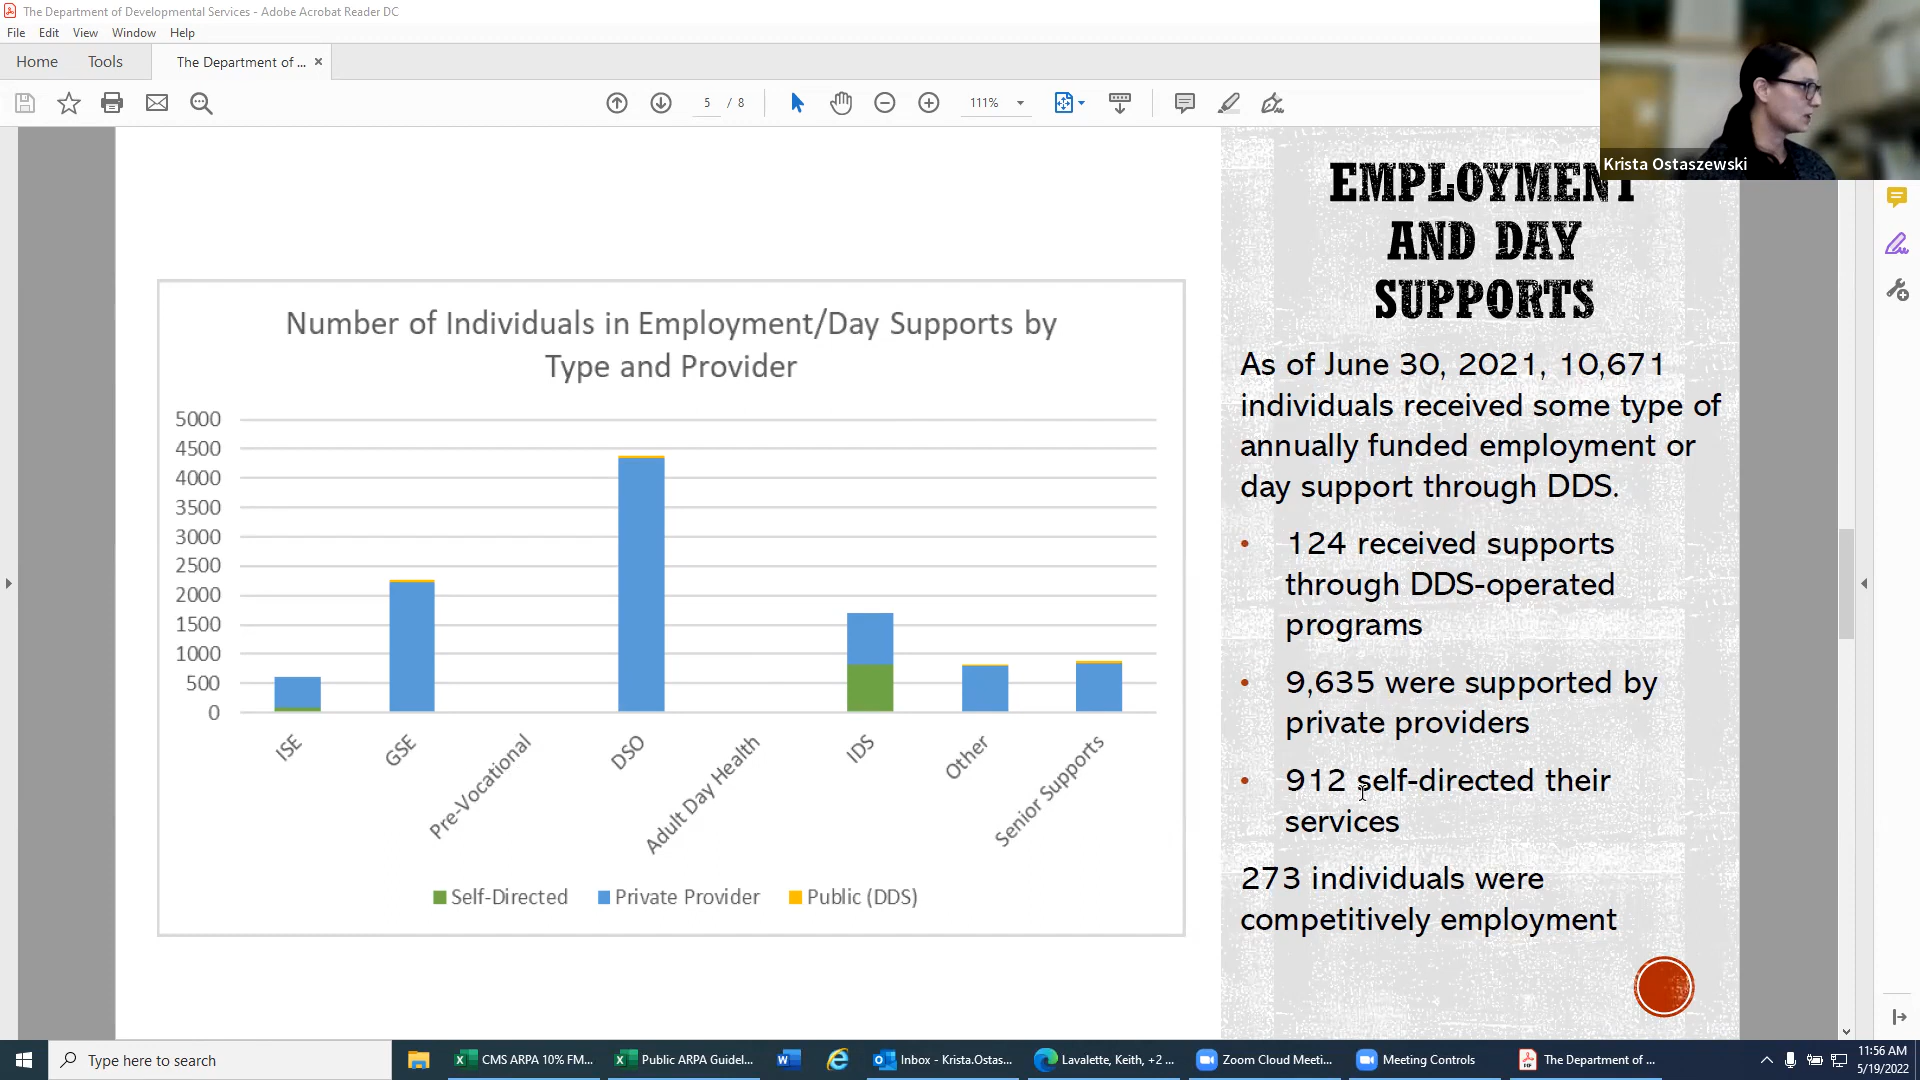 The Department of Developmental Services - Adobe Acrobat Reader DC
File Edit View Window Help
Home Tools The Department of ... ×
5 / 8 111%
Krista Ostaszewski
EMPLOYMENT
AND DAY
SUPPORTS
Number of Individuals in Employment/Day Supports by
Type and Provider
5000
4500
4000
3500
3000
2500
2000
1500
1000
500
0
ISE
GSE
Pre-Vocational
DSO
Adult Day Health
IDS
Other
Senior Supports
Self-Directed Private Provider Public (DDS)
As of June 30, 2021, 10,671
individuals received some type of
annually funded employment or
day support through DDS.
• 124 received supports
through DDS-operated
programs
• 9,635 were supported by
private providers
• 912 self-directed their
services
273 individuals were
competitively employment
Type here to search
CMS ARPA 10% FM...
Public ARPA Guidel...
Inbox - Krista.Ostas...
Lavalette, Keith, +2 ...
Zoom Cloud Meeti...
Meeting Controls
The Department of ...
11:56 AM
5/19/2022